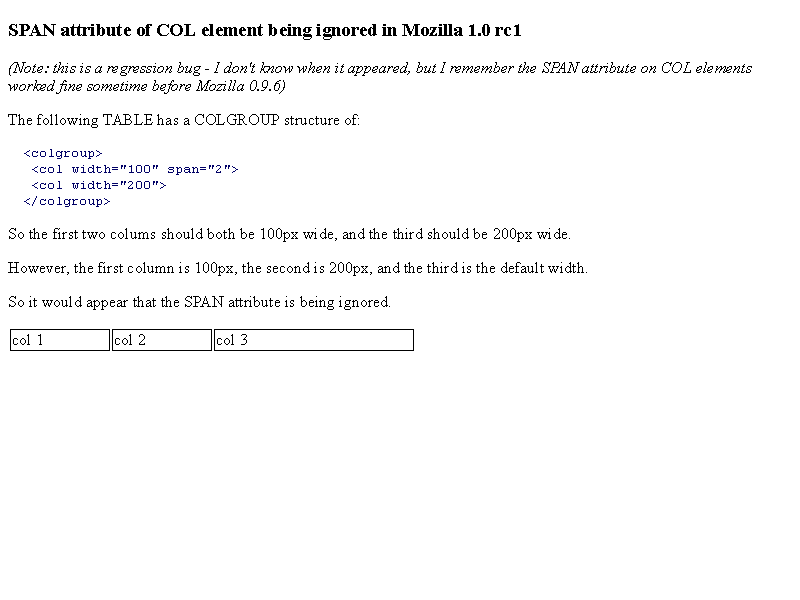 SPAN attribute of COL element being ignored in Mozilla 1.0 rc1
(Note: this is a regression bug - I don't know when it appeared, but I remember the SPAN attribute on COL elements
worked fine sometime before Mozilla 0.9.6)
The following TABLE has a COLGROUP structure of:
<colgroup>
<col width="100" span="2">
<col width="200">
</colgroup>
So the first two colums should both be 100px wide, and the third should be 200px wide.
However, the first column is 100px, the second is 200px, and the third is the default width.
So it would appear that the SPAN attribute is being ignored.
col 1 col 2 col 3